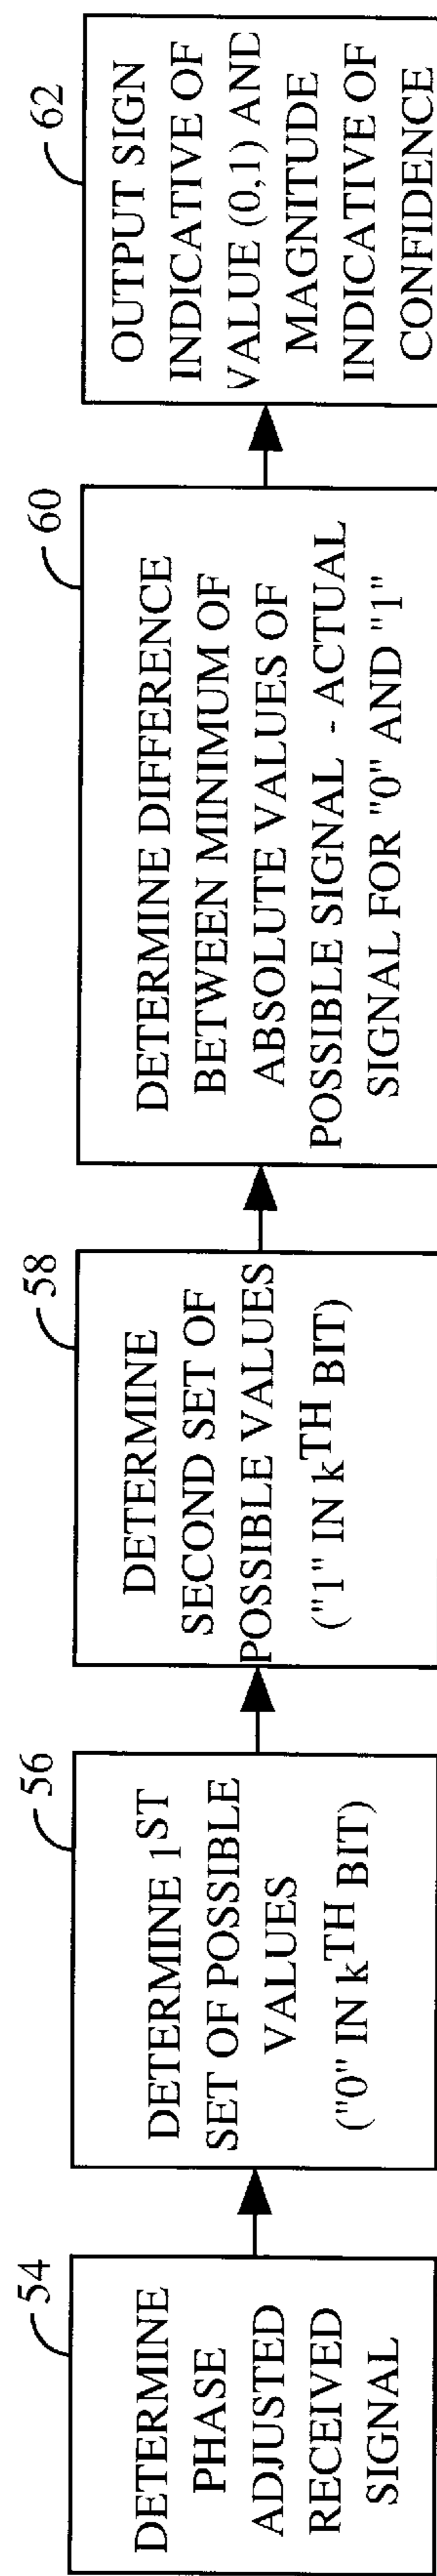 54
DETERMINE
PHASE
ADJUSTED
RECEIVED
SIGNAL
56
DETERMINE 1ST
SET OF POSSIBLE
VALUES
("0" IN kTH BIT)
58
DETERMINE
SECOND SET OF
POSSIBLE VALUES
("1" IN kTH BIT)
60
DETERMINE DIFFERENCE
BETWEEN MINIMUM OF
ABSOLUTE VALUES OF
POSSIBLE SIGNAL - ACTUAL
SIGNAL FOR "0" AND "1"
62
OUTPUT SIGN
INDICATIVE OF
VALUE (0,1) AND
MAGNITUDE
INDICATIVE OF
CONFIDENCE